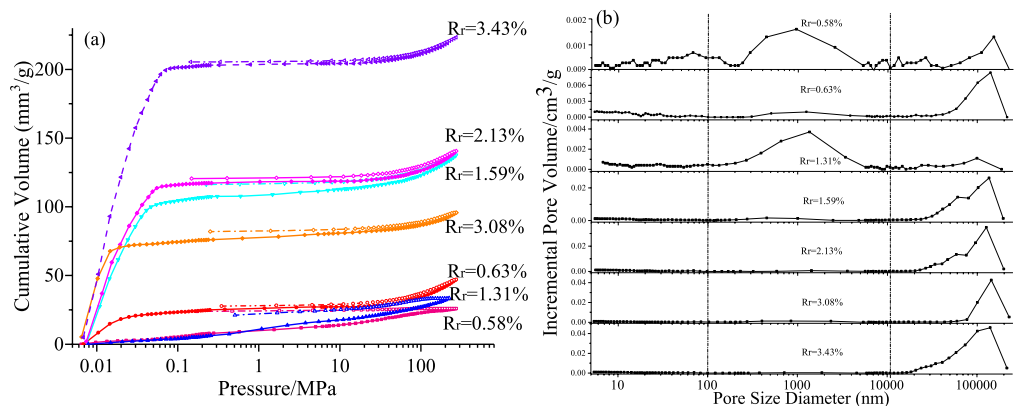 (a)
Rr=3.43%
Rr=2.13%
Rr=1.59%
Rr=3.08%
Rr=0.63%
Rr=1.31%
Rr=0.58%
Cumulative Volume (mm³/g)
200
150
100
50
0
0.01 0.1 1 10 100
Pressure/MPa
(b)
Incremental Pore Volume/cm3/g
0.002
0.001
0.009
Rr=0.58%
0.006
0.003
0.000
Rr=0.63%
0.004
0.002
0.000
Rr=1.31%
0.02
0.00
Rr=1.59%
0.02
0.00
Rr=2.13%
0.04
0.02
0.00
Rr=3.08%
0.04
0.02
0.00
Rr=3.43%
10 100 1000 10000 100000
Pore Size Diameter (nm)